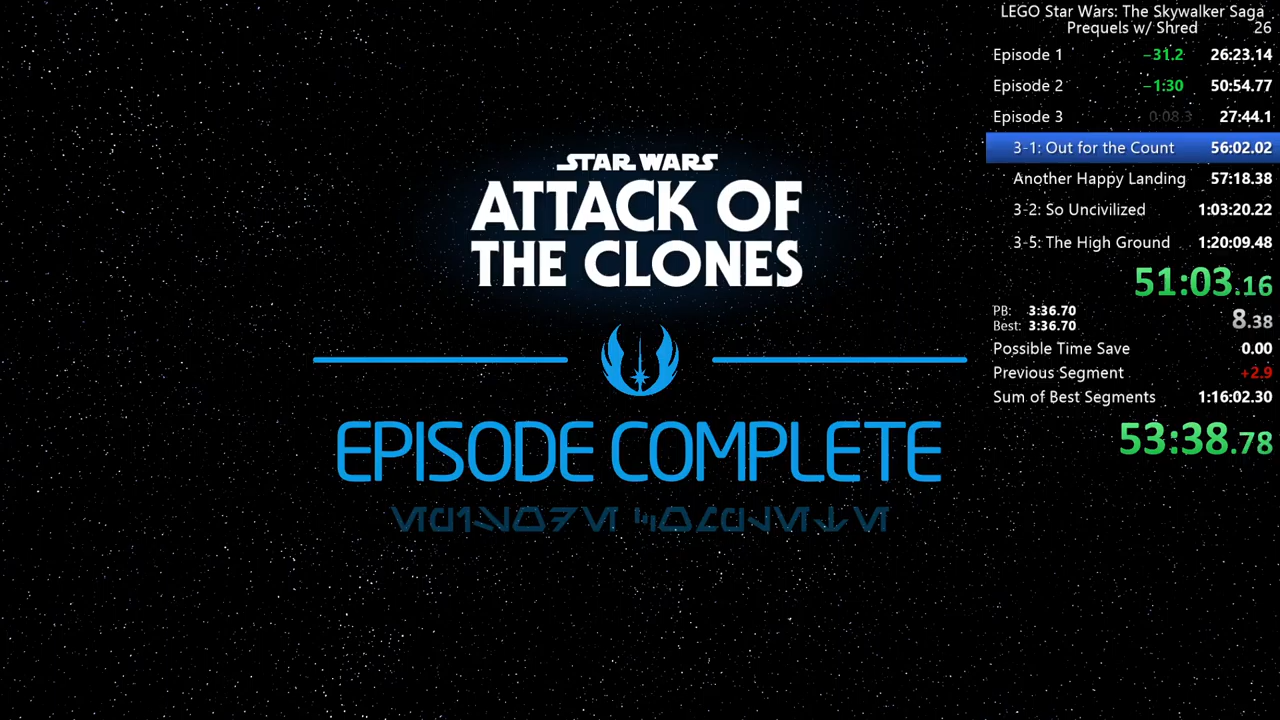 STAR WARS
ATTACK OF
THE CLONES
EPISODE COMPLETE
LEGO Star Wars: The Skywalker Saga
Prequels w/ Shred 26
Episode 1 −31.2 26:23.14
Episode 2 −1:30 50:54.77
Episode 3 0:08.3 27:44.1
3-1: Out for the Count 56:02.02
Another Happy Landing 57:18.38
3-2: So Uncivilized 1:03:20.22
3-5: The High Ground 1:20:09.48
51:03.16
PB: 3:36.70
Best: 3:36.70
8.38
Possible Time Save 0.00
Previous Segment +2.9
Sum of Best Segments 1:16:02.30
53:38.78